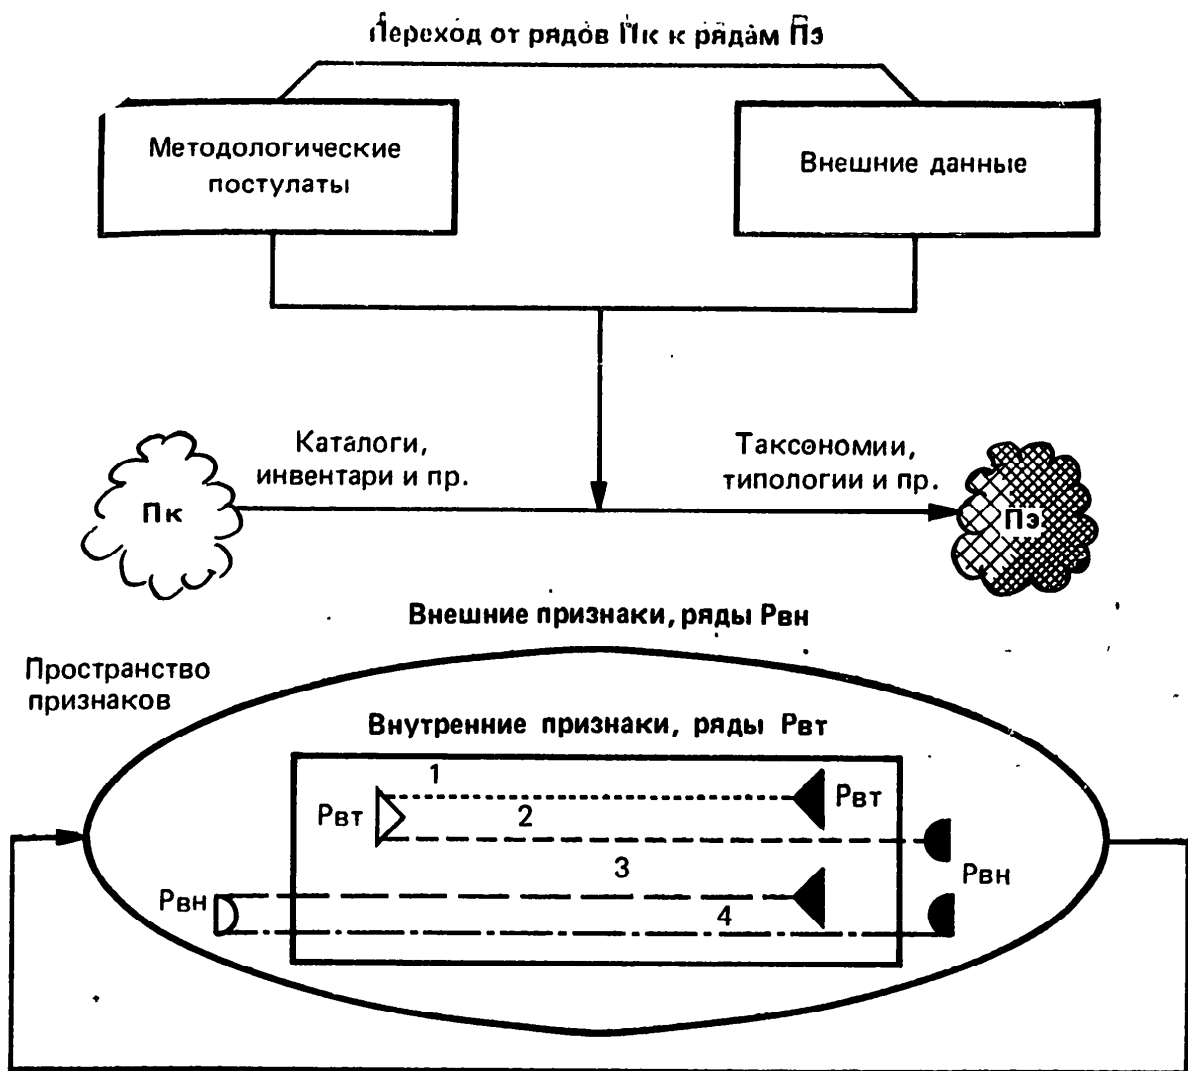 Переход от рядов Пк к рядам Пэ
Методологические
постулаты
Внешние данные
Каталоги,
инвентари и пр.
Таксономии,
типологии и пр.
Пк
Пэ
Внешние признаки, ряды Рвн
Пространство
признаков
Внутренние признаки, ряды Рвт
1
Рвт
Рвт
2
3
Рвн
Рвн
4